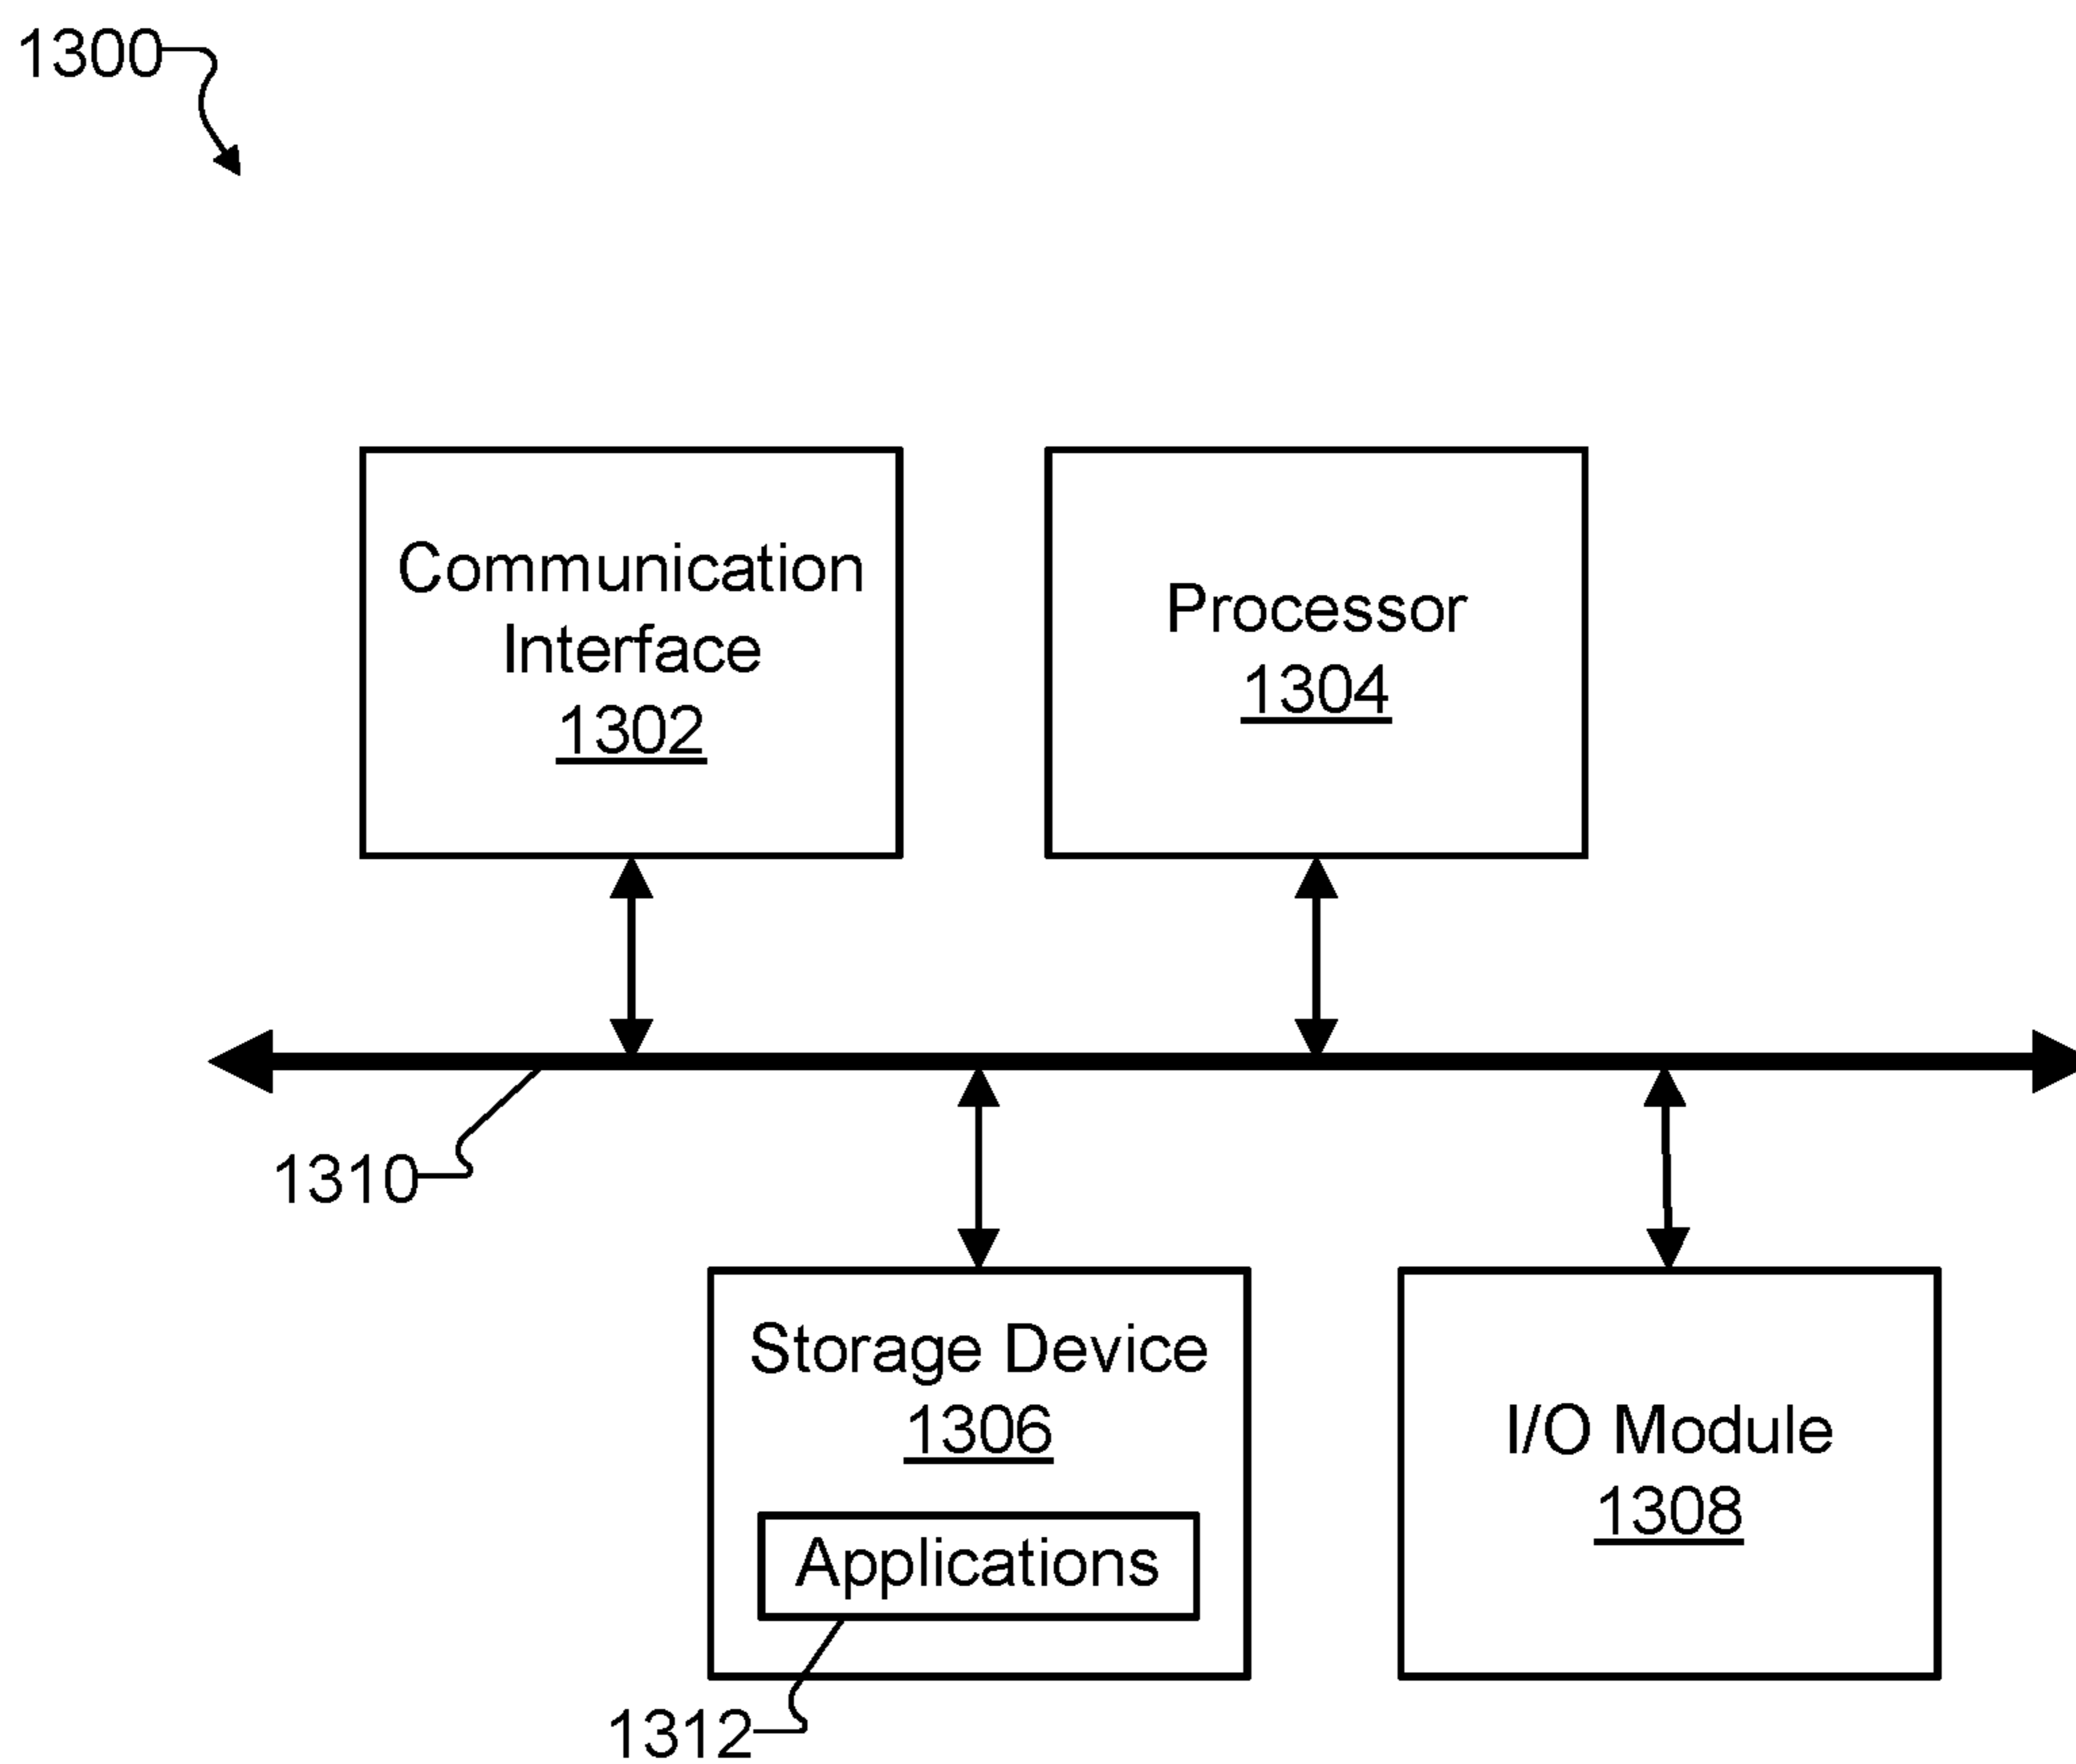 1300
Communication
Interface
1302
Processor
1304
1310
Storage Device
1306
Applications
1312
I/O Module
1308